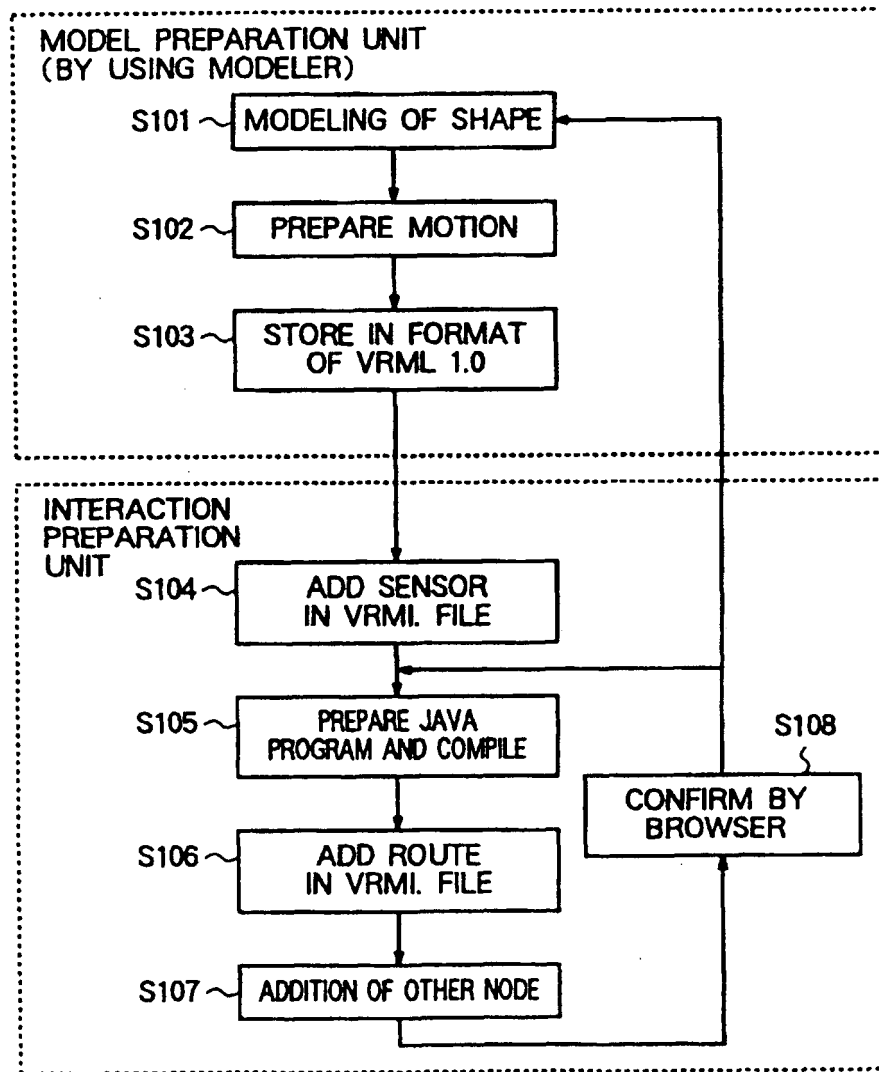 MODEL PREPARATION UNIT
(BY USING MODELER)
S101
MODELING OF SHAPE
S102
PREPARE MOTION
S103
STORE IN FORMAT
OF VRML 1.0
INTERACTION
PREPARATION
UNIT
S104
ADD SENSOR
IN VRMI. FILE
S105
PREPARE JAVA
PROGRAM AND COMPILE
S108
CONFIRM BY
BROWSER
S106
ADD ROUTE
IN VRMI. FILE
S107
ADDITION OF OTHER NODE